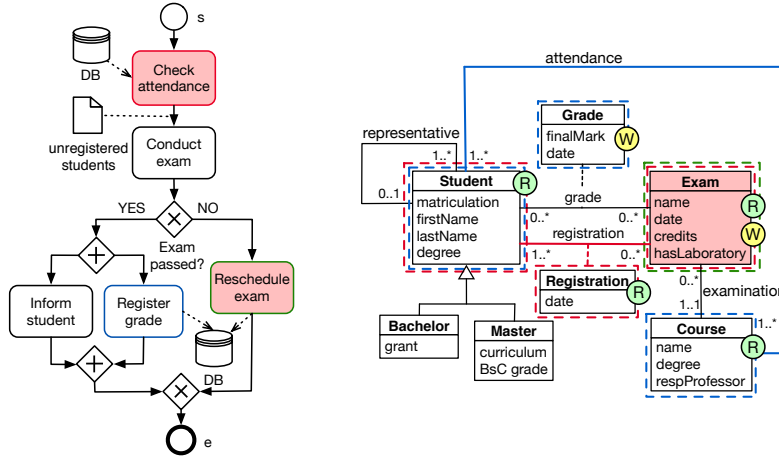 s
DB
Check
attendance
unregistered
students
Conduct
exam
YES
NO
Exam
passed?
Inform
student
Register
grade
Reschedule
exam
DB
e
attendance
representative
1..*
1..*
0..1
Grade
finalMark
date
W
Student
R
matriculation
firstName
lastName
degree
grade
0..*
0..*
registration
1..*
0..*
Exam
name
date
credits
hasLaboratory
R
W
Registration
date
R
0..*
examination
1..1
Bachelor
grant
Master
curriculum
BsC grade
Course
name
degree
respProfessor
R
1..*